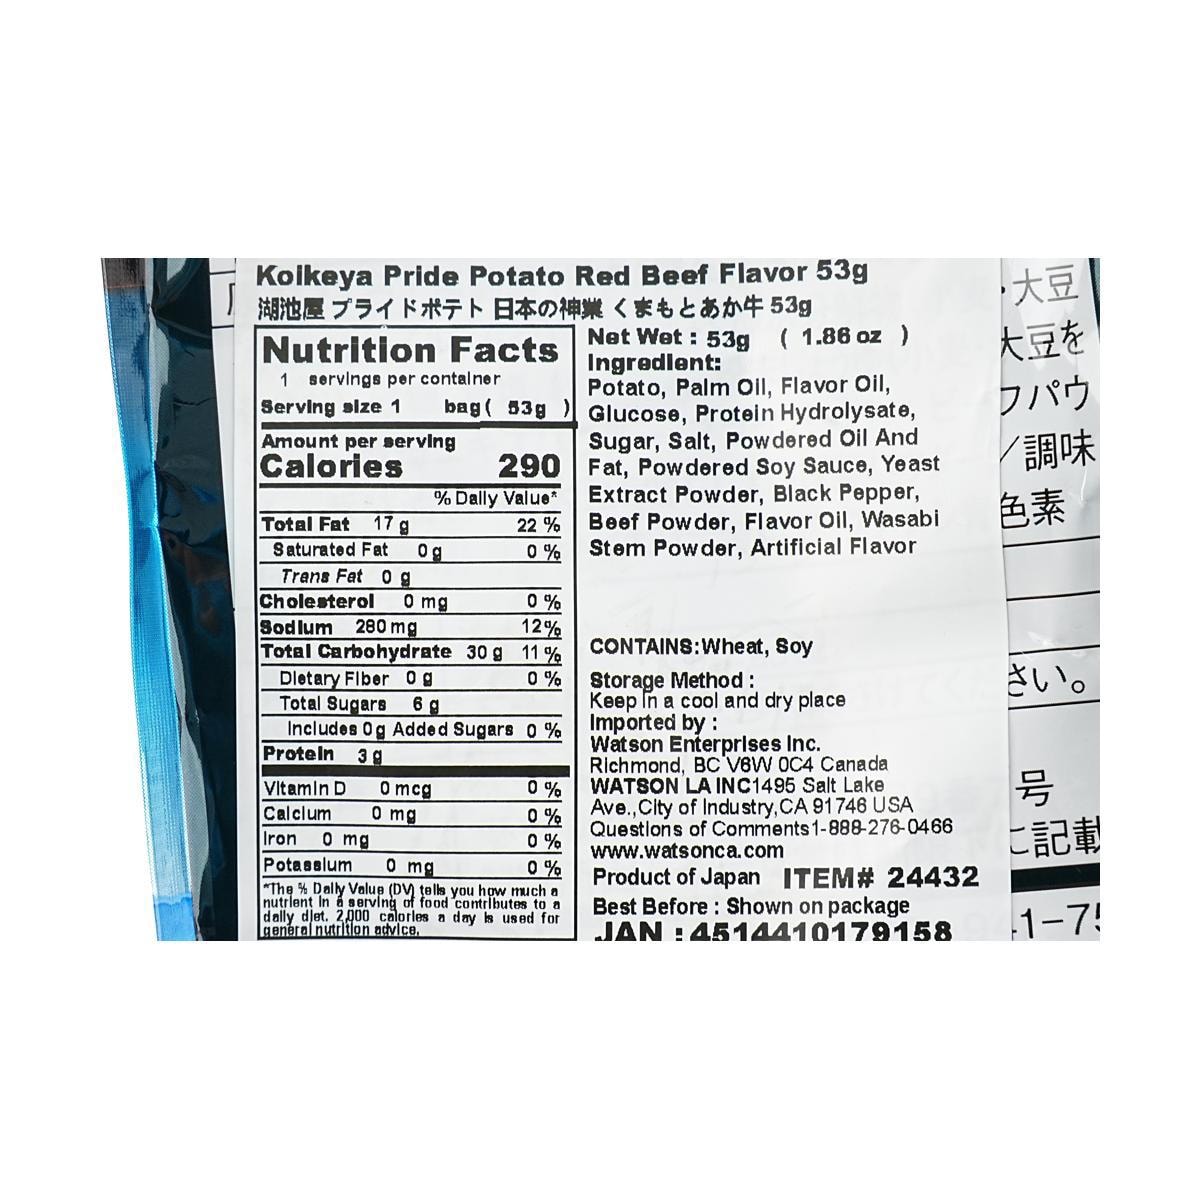 Koikeya Pride Potato Red Beef Flavor 53g
湖池屋 プライドポテト 日本の神業 くまもとあか牛 53g
Nutrition Facts
1 servings per container
Serving size 1 bag ( 53g )
Amount per serving
Calories 290
% Daily Value*
Total Fat 17 g 22 %
Saturated Fat 0 g 0 %
Trans Fat 0 g
Cholesterol 0 mg 0 %
Sodium 280 mg 12%
Total Carbohydrate 30 g 11 %
Dietary Fiber 0 g 0 %
Total Sugars 6 g
Includes 0 g Added Sugars 0 %
Protein 3 g
Vitamin D 0 mcg 0 %
Calcium 0 mg 0 %
Iron 0 mg 0 %
Potassium 0 mg 0 %
*The % Daily Value (DV) tells you how much a
nutrient in a serving of food contributes to a
daily diet. 2,000 calories a day is used for
general nutrition advice.
Net Wet : 53g ( 1.86 oz )
Ingredient:
Potato, Palm Oil, Flavor Oil,
Glucose, Protein Hydrolysate,
Sugar, Salt, Powdered Oil And
Fat, Powdered Soy Sauce, Yeast
Extract Powder, Black Pepper,
Beef Powder, Flavor Oil, Wasabi
Stem Powder, Artificial Flavor
CONTAINS:Wheat, Soy
Storage Method :
Keep in a cool and dry place
Imported by :
Watson Enterprises Inc.
Richmond, BC V6W 0C4 Canada
WATSON LA INC1495 Salt Lake
Ave.,City of Industry,CA 91746 USA
Questions of Comments1-888-276-0466
www.watsonca.com
Product of Japan ITEM# 24432
Best Before : Shown on package
JAN : 4514410179158
・大豆
大豆を
フパウ
/調味
色素
さい。
号
に記載
1-75